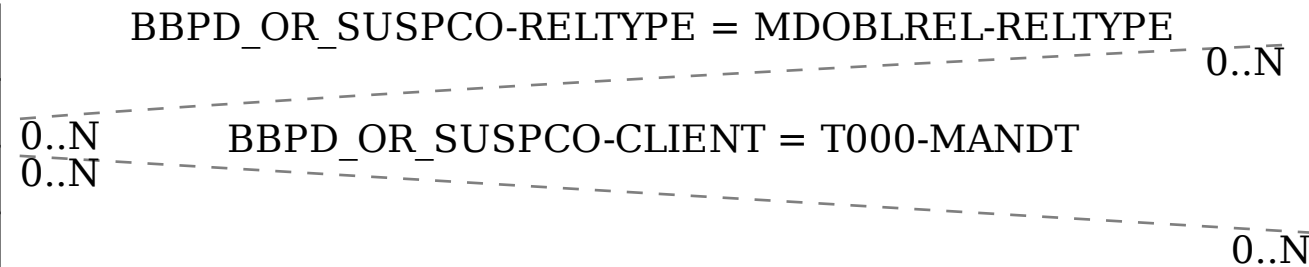 BBPD_OR_SUSPCO-RELTYPE = MDOBLREL-RELTYPE
0..N
0..N
BBPD_OR_SUSPCO-CLIENT = T000-MANDT
0..N
0..N